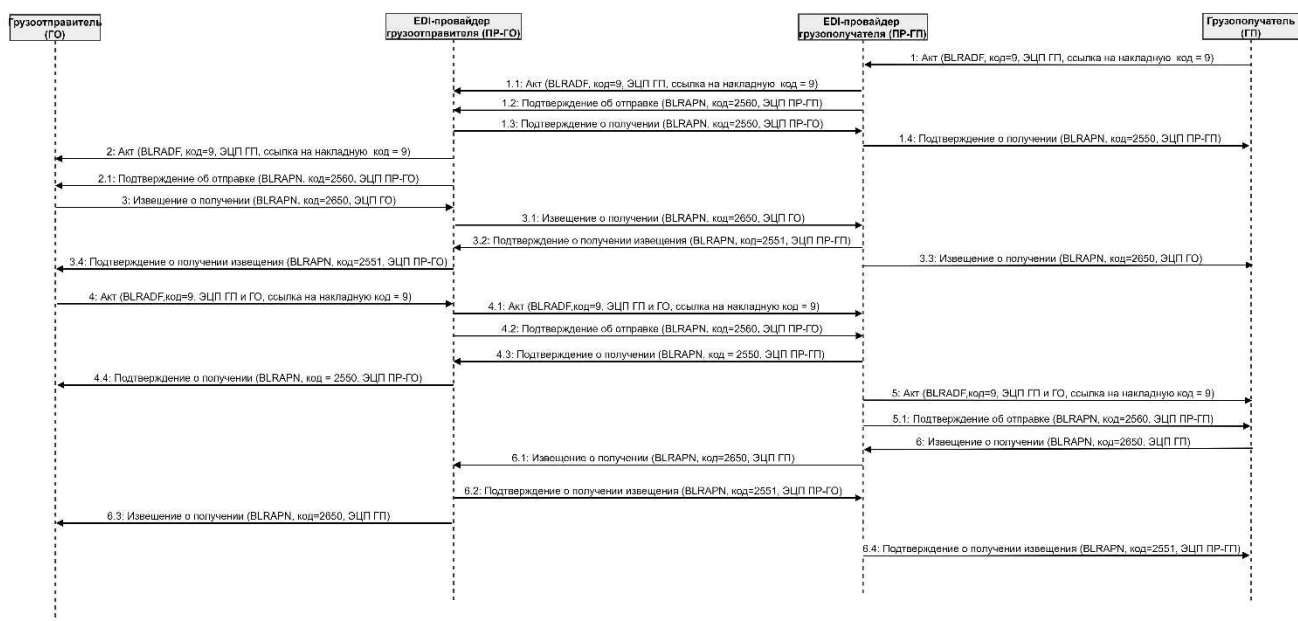 Грузоотправитель
(ГО)
EDI-провайдер
грузоотправителя (ПР-ГО)
EDI-провайдер
грузополучателя (ПР-ГП)
Грузополучатель
(ГП)
1: Акт (BLRADF, код=9, ЭЦП ГП, ссылка на накладную код = 9)
1.1: Акт (BLRADF, код=9, ЭЦП ГП, ссылка на накладную код = 9)
1.2: Подтверждение об отправке (BLRAPN, код=2560, ЭЦП ПР-ГП)
1.3: Подтверждение о получении (BLRAPN, код=2550, ЭЦП ПР-ГО)
1.4: Подтверждение о получении (BLRAPN, код=2550, ЭЦП ПР-ГП)
2: Акт (BLRADF, код=9, ЭЦП ГП, ссылка на накладную код = 9)
2.1: Подтверждение об отправке (BLRAPN, код=2560, ЭЦП ПР-ГО)
3: Извещение о получении (BLRAPN, код=2650, ЭЦП ГО)
3.1: Извещение о получении (BLRAPN, код=2650, ЭЦП ГО)
3.2: Подтверждение о получении извещения (BLRAPN, код=2551, ЭЦП ПР-ГП)
3.4: Подтверждение о получении извещения (BLRAPN, код=2551, ЭЦП ПР-ГО)
3.3: Извещение о получении (BLRAPN, код=2650, ЭЦП ГО)
4: Акт (BLRADF,код=9. ЭЦП ГП и ГО, ссылка на накладную код = 9)
4.1: Акт (BLRADF,код=9. ЭЦП ГП и ГО, ссылка на накладную код = 9)
4.2: Подтверждение об отправке (BLRAPN, код=2560, ЭЦП ПР-ГО)
4.3: Подтверждение о получении (BLRAPN, код = 2550, ЭЦП ПР-ГП)
4.4: Подтверждение о получении (BLRAPN, код = 2550. ЭЦП ПР-ГО)
5: Акт (BLRADF,код=9, ЭЦП ГП и ГО, ссылка на накладную код = 9)
5.1: Подтверждение об отправке (BLRAPN, код=2560. ЭЦП ПР-ГП)
6: Извещение о получении (BLRAPN, код=2650, ЭЦП ГП)
6.1: Извещение о получении (BLRAPN, код=2650, ЭЦП ГП)
6.2: Подтверждение о получении извещения (BLRAPN, код=2551, ЭЦП ПР-ГО)
6.3: Извещение о получении (BLRAPN, код=2650, ЭЦП ГП)
6.4: Подтверждение о получении извещения (BLRAPN, код=2551, ЭЦП ПР-ГП)